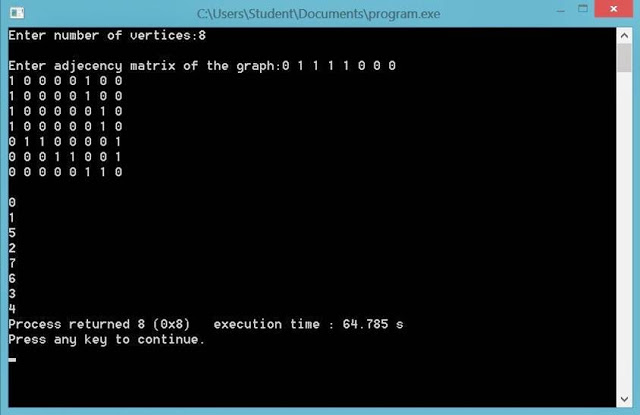 C:\Users\Student\Documents\program.exe
Enter number of vertices:8
Enter adjecency matrix of the graph:0 1 1 1 1 0 0 0
1 0 0 0 0 1 0 0
1 0 0 0 0 1 0 0
1 0 0 0 0 0 1 0
1 0 0 0 0 0 1 0
0 1 1 0 0 0 0 1
0 0 0 1 1 0 0 1
0 0 0 0 0 1 1 0
0
1
5
2
7
6
3
4
Process returned 8 (0x8)   execution time : 64.785 s
Press any key to continue.